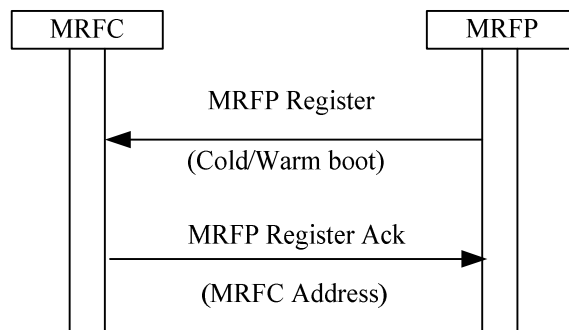 MRFC
MRFP
MRFP Register
(Cold/Warm boot)
MRFP Register Ack
(MRFC Address)